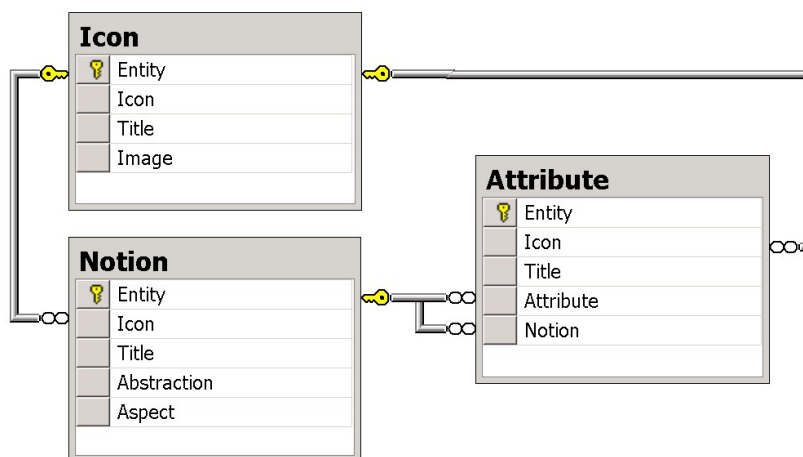 Icon
Entity
Icon
Title
Image
Attribute
Entity
Icon
Title
Attribute
Notion
Notion
Entity
Icon
Title
Abstraction
Aspect